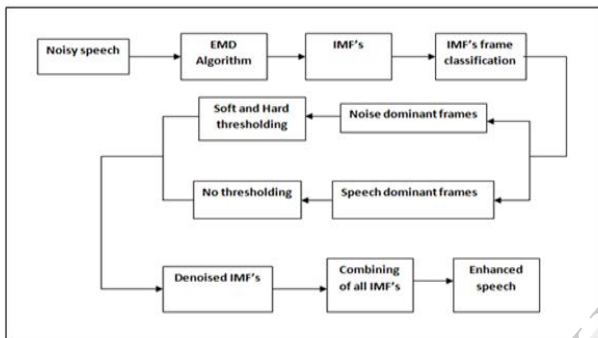 Noisy speech
EMD
Algorithm
IMF's
IMF's frame
classification
Soft and Hard
thresholding
Noise dominant frames
No thresholding
Speech dominant frames
Denoised IMF's
Combining
of all IMF's
Enhanced
speech